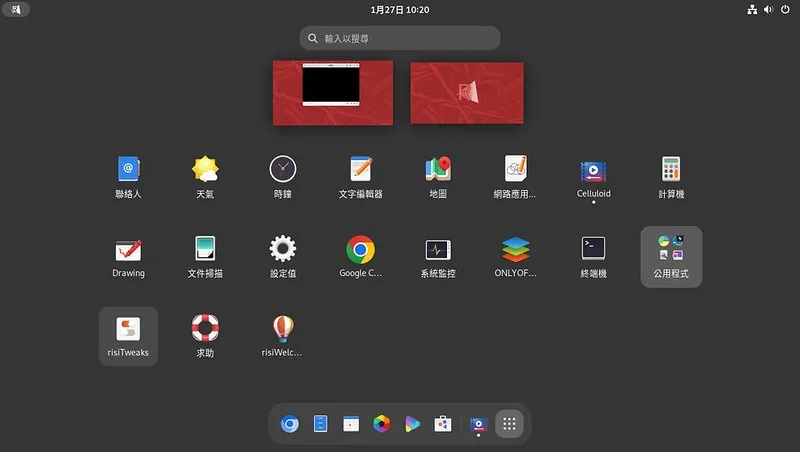 1月27日 10:20
輸入以搜尋
聯絡人
天氣
時鐘
文字編輯器
地圖
網路應用...
Celluloid
計算機
Drawing
文件掃描
設定值
Google C...
系統監控
ONLYOF...
終端機
公用程式
risiTweaks
求助
risiWelc...